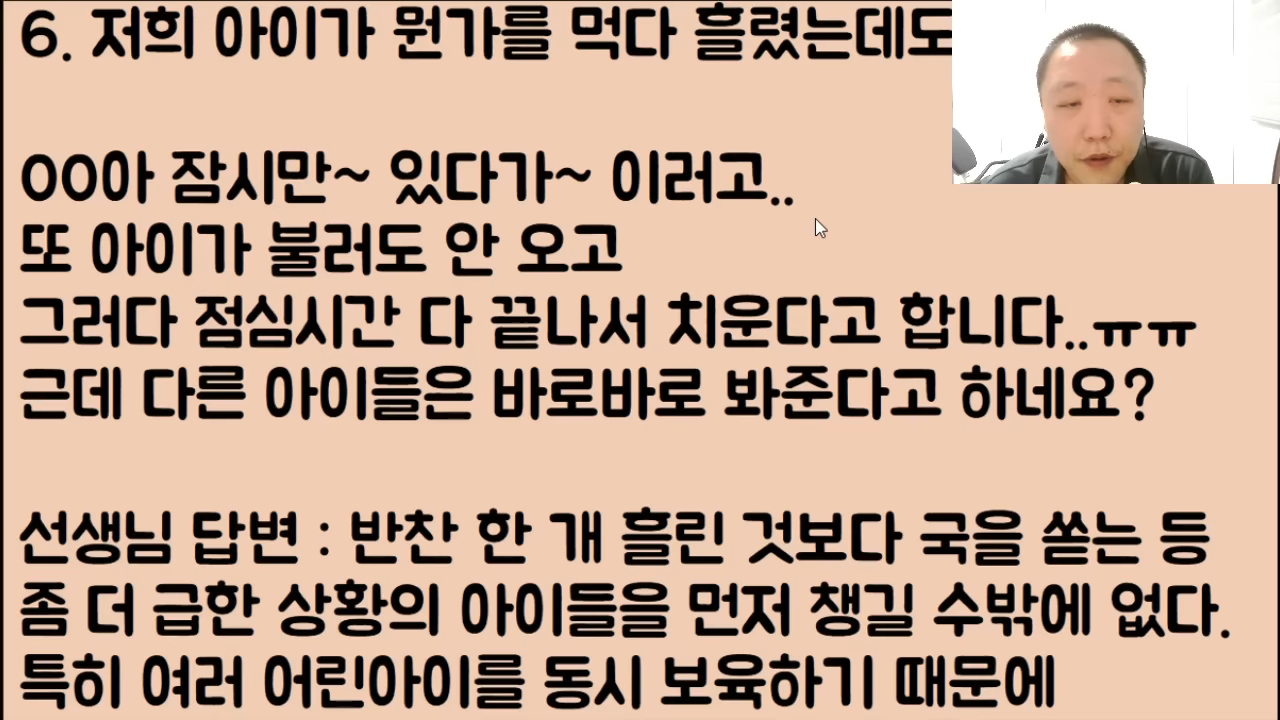 6. 저희 아이가 뭔가를 먹다 흘렸는데도
OO아 잠시만~ 있다가~ 이러고..
또 아이가 불러도 안 오고
그러다 점심시간 다 끝나서 치운다고 합니다..ㅠㅠ
근데 다른 아이들은 바로바로 봐준다고 하네요?
선생님 답변 : 반찬 한 개 흘린 것보다 국을 쏟는 등
좀 더 급한 상황의 아이들을 먼저 챙길 수밖에 없다.
특히 여러 어린아이를 동시 보육하기 때문에